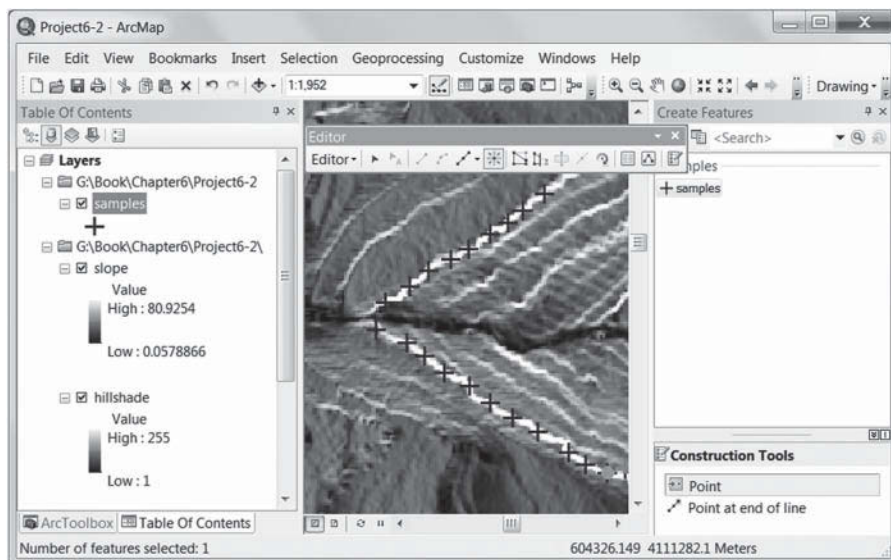 Project6-2 - ArcMap
File Edit View Bookmarks Insert Selection Geoprocessing Customize Windows Help
1:1,952
Drawing
Table Of Contents
Create Features
Editor
Editor
<Search>
samples
Layers
G:\Book\Chapter6\Project6-2
samples
G:\Book\Chapter6\Project6-2\
slope
Value
High : 80.9254
Low : 0.0578866
hillshade
Value
High : 255
Low : 1
Construction Tools
Point
Point at end of line
ArcToolbox Table Of Contents
Number of features selected: 1
604326.149 4111282.1 Meters